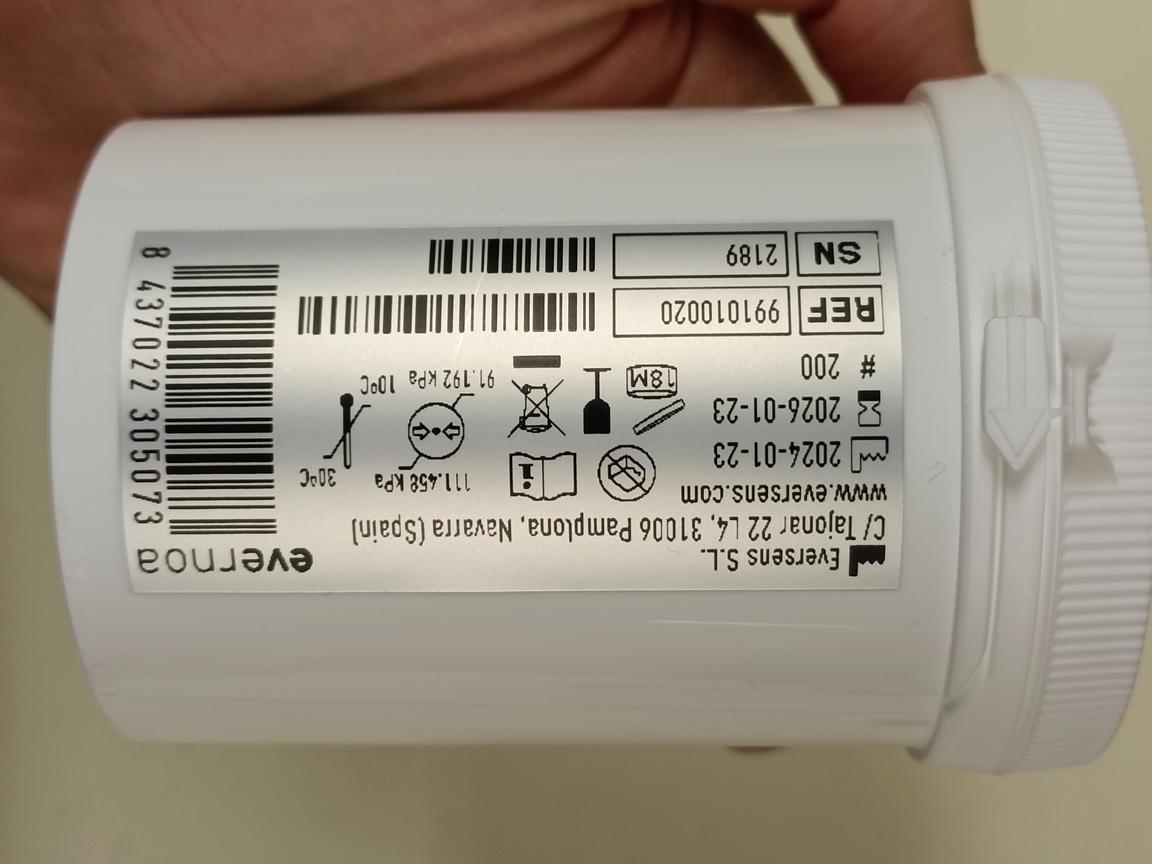 evernoa
Eversens S.L.
C/ Tajonar 22 L4, 31006 Pamplona, Navarra (Spain)
www.eversens.com
2024-01-23
2026-01-23
# 200
18M
111.458 kPa
91.192 kPa
30ºC
10ºC
REF 991010020
SN 2189
8 437022 305073